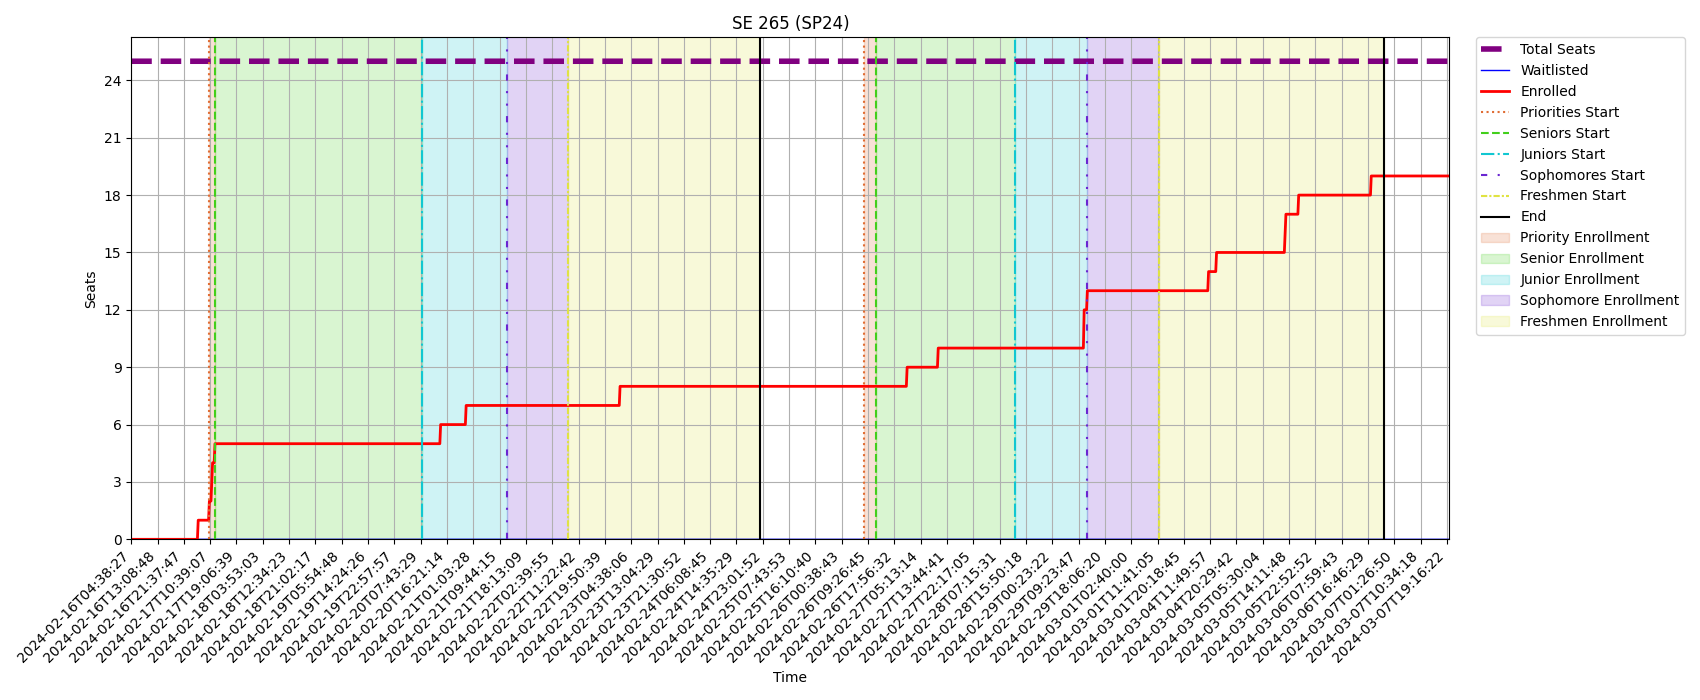 SE 265 (SP24)
Seats
24
21
18
15
12
9
6
3
0
2024-02-16T04:38:27
2024-02-16T13:08:48
2024-02-16T21:37:47
2024-02-17T10:39:07
2024-02-17T19:06:39
2024-02-18T03:53:03
2024-02-18T12:34:23
2024-02-18T21:02:17
2024-02-19T05:54:48
2024-02-19T14:24:26
2024-02-19T22:57:57
2024-02-20T07:43:29
2024-02-20T16:21:14
2024-02-21T01:03:28
2024-02-21T09:44:15
2024-02-21T18:13:09
2024-02-22T02:39:55
2024-02-22T11:22:42
2024-02-22T19:50:39
2024-02-23T04:38:06
2024-02-23T13:04:29
2024-02-23T21:30:52
2024-02-24T06:08:45
2024-02-24T14:35:29
2024-02-24T23:01:52
2024-02-25T07:43:53
2024-02-25T16:10:40
2024-02-26T00:38:43
2024-02-26T09:26:45
2024-02-26T17:56:32
2024-02-27T05:13:14
2024-02-27T13:44:41
2024-02-27T22:17:05
2024-02-28T07:15:31
2024-02-28T15:50:18
2024-02-29T00:23:22
2024-02-29T09:23:47
2024-02-29T18:06:20
2024-03-01T02:40:00
2024-03-01T11:41:05
2024-03-01T20:18:45
2024-03-04T11:49:57
2024-03-04T20:29:42
2024-03-05T05:30:04
2024-03-05T14:11:48
2024-03-05T22:52:52
2024-03-06T07:59:43
2024-03-06T16:46:29
2024-03-07T01:26:50
2024-03-07T10:34:18
2024-03-07T19:16:22
Time
Total Seats
Waitlisted
Enrolled
Priorities Start
Seniors Start
Juniors Start
Sophomores Start
Freshmen Start
End
Priority Enrollment
Senior Enrollment
Junior Enrollment
Sophomore Enrollment
Freshmen Enrollment